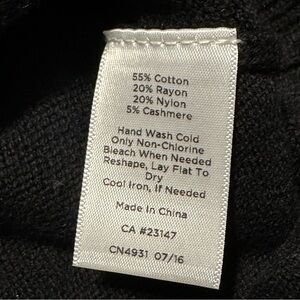 55% Cotton
20% Rayon
20% Nylon
5% Cashmere
Hand Wash Cold
Only Non-Chlorine
Bleach When Needed
Reshape, Lay Flat To
Dry
Cool Iron, If Needed
Made In China
CA #23147
CN4931 07/16